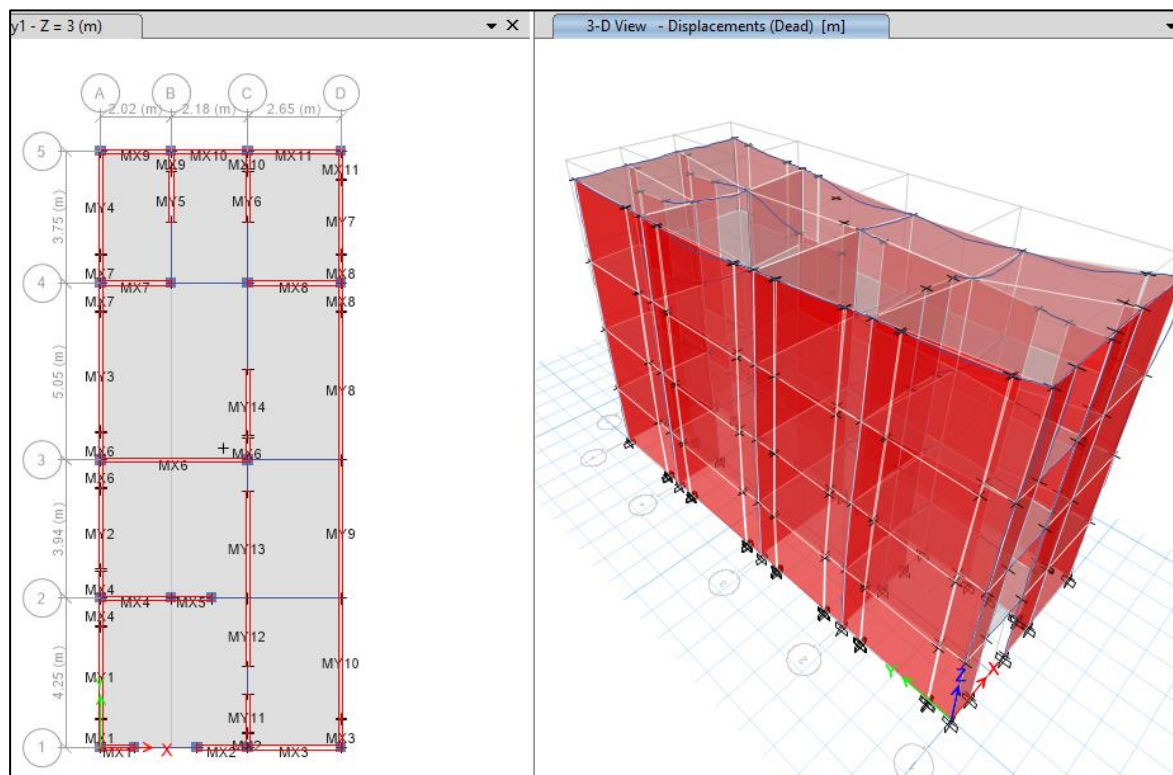 y1 - Z = 3 (m)
3-D View - Displacements (Dead) [m]
A B C D
2.02 (m) 2.18 (m) 2.65 (m)
5
MX9 MX10 MX11
MX9 MX10 MX11
MY4 MY5 MY6 MY7
3.75 (m)
MX7 MX8
4
MX7 MX8
MX7 MX8
5.05 (m)
MY3 MY8
MY14
MX6 MX6
3
MX6
MX6
3.94 (m)
MY2 MY13 MY9
MX4
2
MX4 MX5
MX4
4.25 (m)
MY12
MY1 MY10
MY11
MX1 MX2 MX3
1
MX1 X MX2 MX3
Y Z X
2